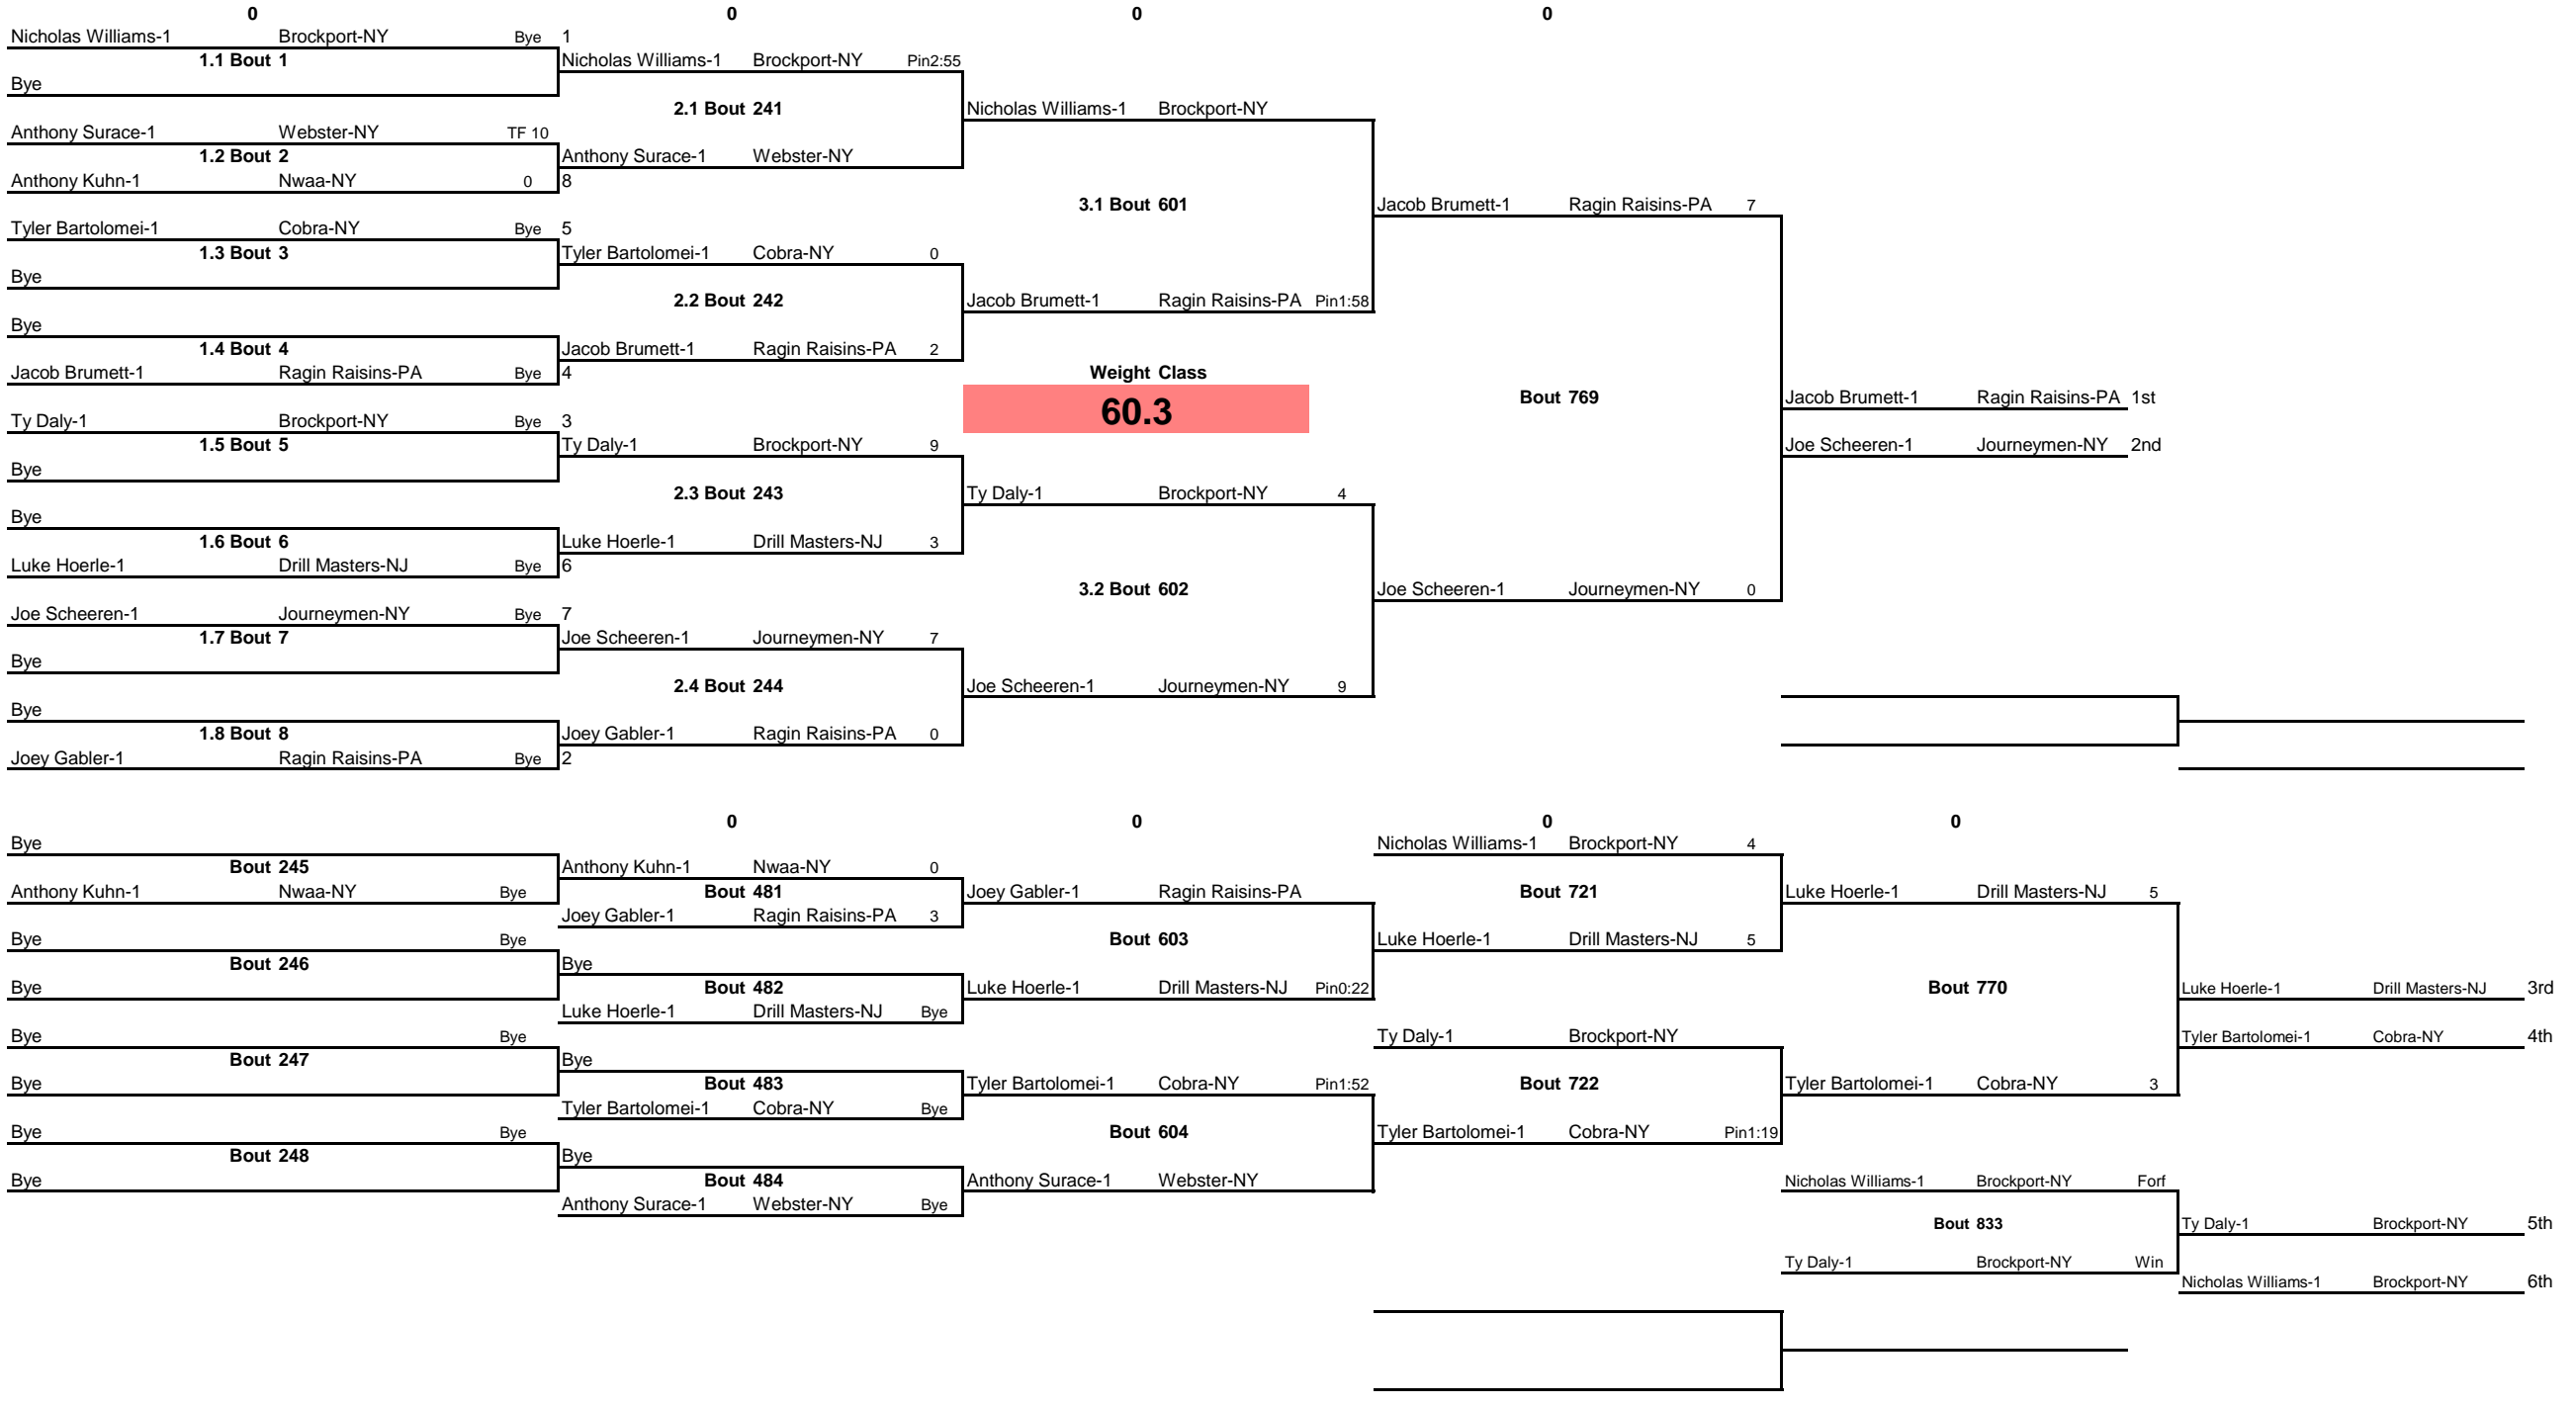 0 0 0 0
Nicholas Williams-1 Brockport-NY Bye 1
1.1 Bout 1 Nicholas Williams-1 Brockport-NY Pin2:55
Bye
2.1 Bout 241 Nicholas Williams-1 Brockport-NY
Anthony Surace-1 Webster-NY TF 10
1.2 Bout 2 Anthony Surace-1 Webster-NY
Anthony Kuhn-1 Nwaa-NY 0 8
3.1 Bout 601 Jacob Brumett-1 Ragin Raisins-PA 7
Tyler Bartolomei-1 Cobra-NY Bye 5
1.3 Bout 3 Tyler Bartolomei-1 Cobra-NY 0
Bye
2.2 Bout 242 Jacob Brumett-1 Ragin Raisins-PA Pin1:58
Bye
1.4 Bout 4 Jacob Brumett-1 Ragin Raisins-PA 2
Jacob Brumett-1 Ragin Raisins-PA Bye 4 Weight Class
60.3 Bout 769 Jacob Brumett-1 Ragin Raisins-PA 1st
Ty Daly-1 Brockport-NY Bye 3
1.5 Bout 5 Ty Daly-1 Brockport-NY 9 Joe Scheeren-1 Journeymen-NY 2nd
Bye
2.3 Bout 243 Ty Daly-1 Brockport-NY 4
Bye
1.6 Bout 6 Luke Hoerle-1 Drill Masters-NJ 3
Luke Hoerle-1 Drill Masters-NJ Bye 6
3.2 Bout 602 Joe Scheeren-1 Journeymen-NY 0
Joe Scheeren-1 Journeymen-NY Bye 7
1.7 Bout 7 Joe Scheeren-1 Journeymen-NY 7
Bye
2.4 Bout 244 Joe Scheeren-1 Journeymen-NY 9
Bye
1.8 Bout 8 Joey Gabler-1 Ragin Raisins-PA 0
Joey Gabler-1 Ragin Raisins-PA Bye 2
0 0 0 0
Bye Nicholas Williams-1 Brockport-NY 4
Bout 245 Anthony Kuhn-1 Nwaa-NY 0
Anthony Kuhn-1 Nwaa-NY Bye Bout 481 Joey Gabler-1 Ragin Raisins-PA Bout 721 Luke Hoerle-1 Drill Masters-NJ 5
Joey Gabler-1 Ragin Raisins-PA 3
Bye Bye Bout 603 Luke Hoerle-1 Drill Masters-NJ 5
Bout 246 Bye
Bye Bout 482 Luke Hoerle-1 Drill Masters-NJ Pin0:22 Bout 770 Luke Hoerle-1 Drill Masters-NJ 3rd
Luke Hoerle-1 Drill Masters-NJ Bye
Bye Bye Ty Daly-1 Brockport-NY Tyler Bartolomei-1 Cobra-NY 4th
Bout 247 Bye
Bye Bout 483 Tyler Bartolomei-1 Cobra-NY Pin1:52 Bout 722 Tyler Bartolomei-1 Cobra-NY 3
Tyler Bartolomei-1 Cobra-NY Bye
Bye Bye Bout 604 Tyler Bartolomei-1 Cobra-NY Pin1:19
Bout 248 Bye
Bye Bout 484 Anthony Surace-1 Webster-NY Nicholas Williams-1 Brockport-NY Forf
Anthony Surace-1 Webster-NY Bye
Bout 833 Ty Daly-1 Brockport-NY 5th
Ty Daly-1 Brockport-NY Win
Nicholas Williams-1 Brockport-NY 6th